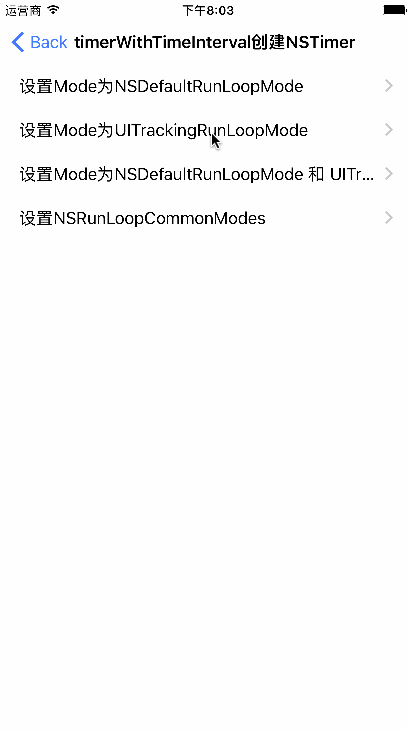 运营商 下午8:03
Back timerWithTimeInterval创建NSTimer
设置Mode为NSDefaultRunLoopMode
设置Mode为UITrackingRunLoopMode
设置Mode为NSDefaultRunLoopMode 和 UITr...
设置NSRunLoopCommonModes